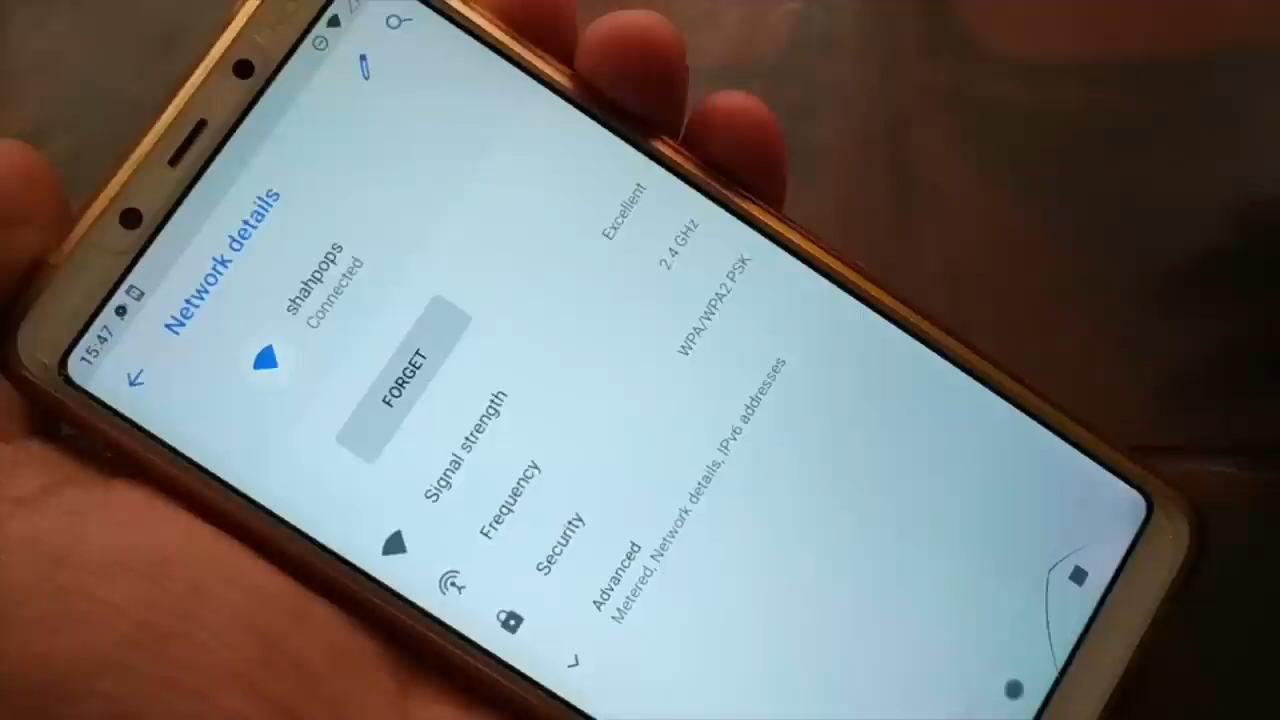 15:47
Network details
shahpops
Connected
FORGET
Signal strength
Excellent
Frequency
2.4 GHz
Security
WPA/WPA2 PSK
Advanced
Metered, Network details, IPv6 addresses